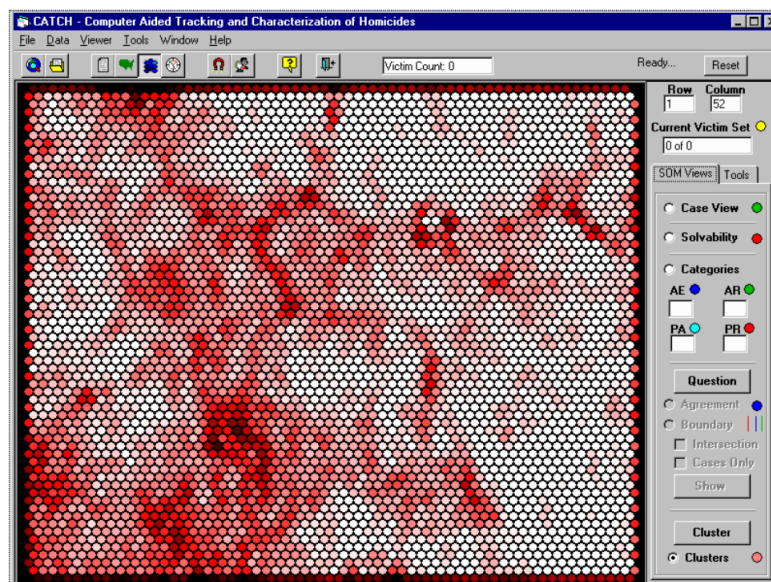 CATCH - Computer Aided Tracking and Characterization of Homicides
File Data Viewer Tools Window Help
Victim Count: 0
Ready...
Reset
Row Column
1 52
Current Victim Set
0 of 0
SOM Views Tools
Case View
Solvability
Categories
AE AR
PA PR
Question
Agreement
Boundary
Intersection
Cases Only
Show
Cluster
Clusters